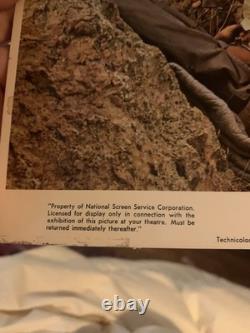 "Property of National Screen Service Corporation.
Licensed for display only in connection with the
exhibition of this picture at your theatre. Must be
returned immediately thereafter."
Technicolor